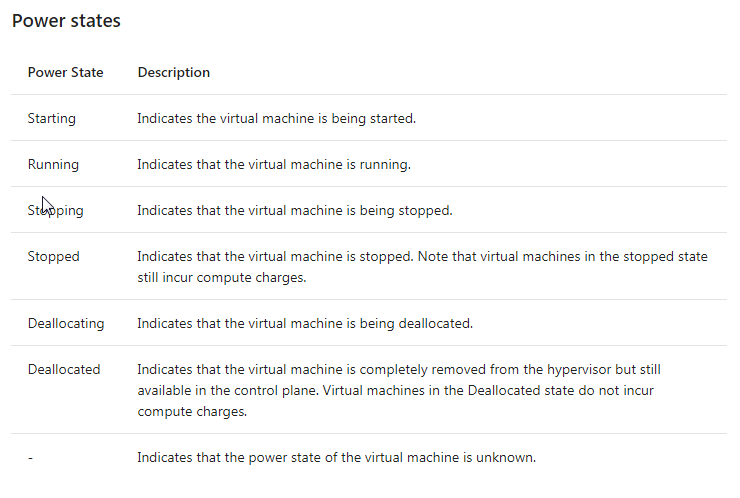 Power states
Power State Description
Starting Indicates the virtual machine is being started.
Running Indicates that the virtual machine is running.
Stopping Indicates that the virtual machine is being stopped.
Stopped Indicates that the virtual machine is stopped. Note that virtual machines in the stopped state
still incur compute charges.
Deallocating Indicates that the virtual machine is being deallocated.
Deallocated Indicates that the virtual machine is completely removed from the hypervisor but still
available in the control plane. Virtual machines in the Deallocated state do not incur
compute charges.
- Indicates that the power state of the virtual machine is unknown.